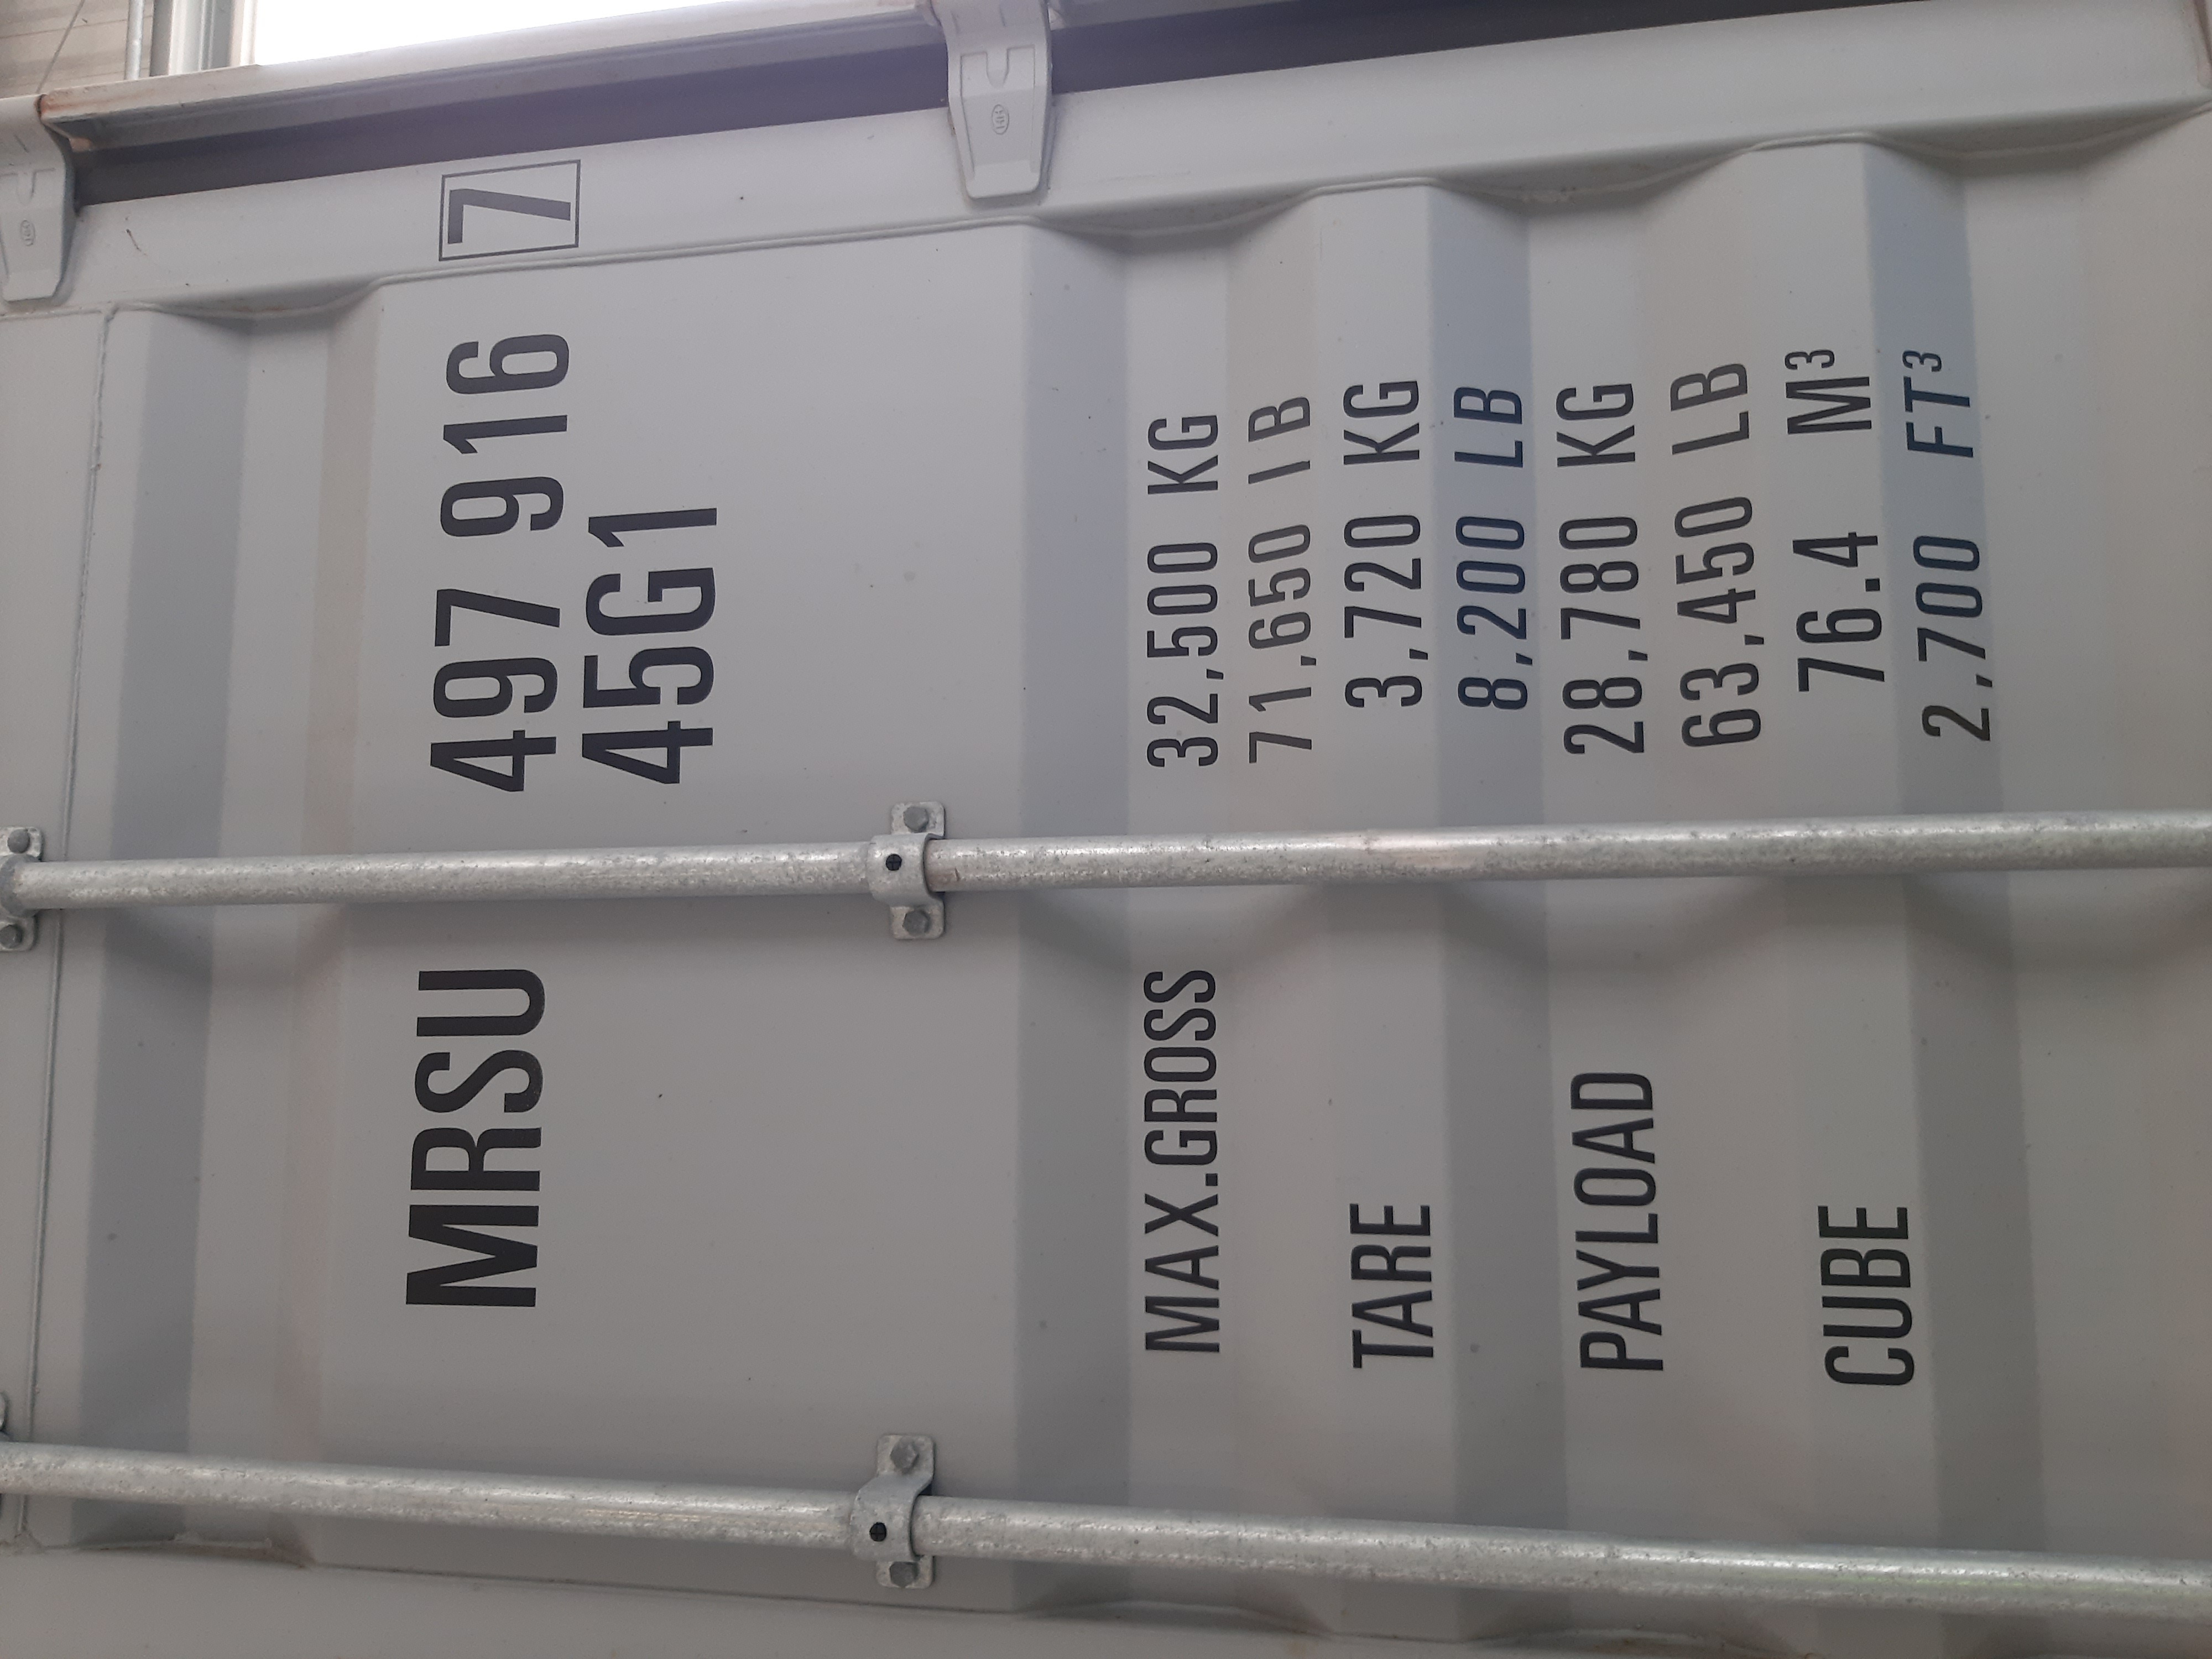 MRSU 497 916 7
45G1
MAX.GROSS 32,500 KG
71,650 LB
TARE 3,720 KG
8,200 LB
PAYLOAD 28,780 KG
63,450 LB
CUBE 76.4 M³
2,700 FT³